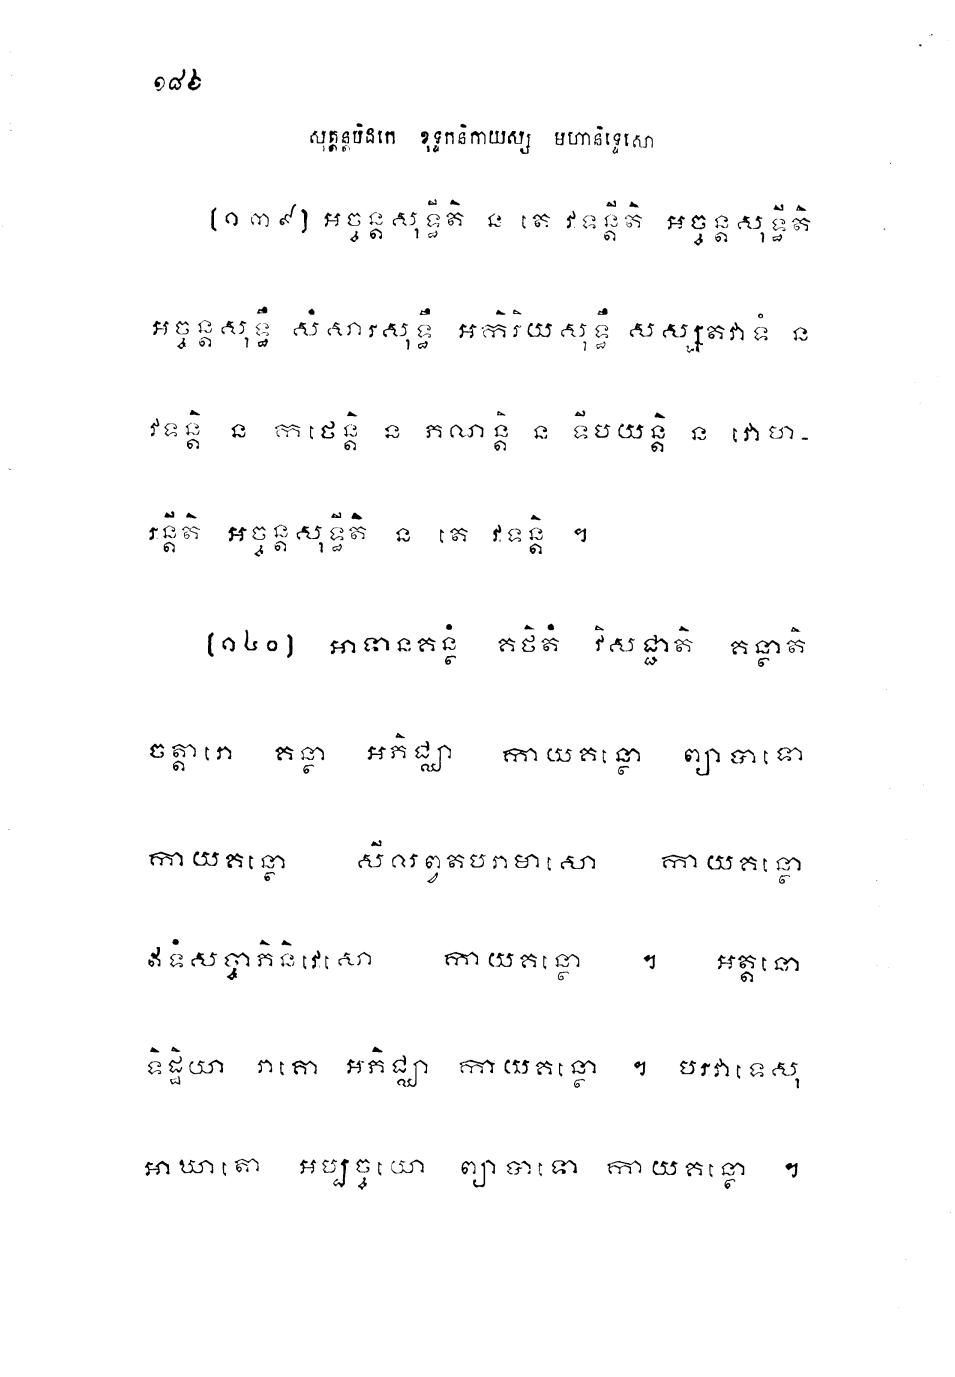 ១៨៦
សុត្តន្តបិដកេ ខុទ្ទកនិកាយស្ស មហានិទ្ទេសោ
(១៣៩) អច្ចន្តសុទ្ធីតិ ន តេ វទន្តីតិ អច្ចន្តសុទ្ធីតិ
អច្ចន្តសុទ្ធឹ សំសារសុទ្ធឹ អកិរិយសុទ្ធឹ សស្សតវាទំ ន
វទន្តិ ន កថេន្តិ ន ភណន្តិ ន ទីបយន្តិ ន វោហ-
រន្តីតិ អច្ចន្តសុទ្ធីតិ ន តេ វទន្តិ ។
(១៤០) អាទានគន្ថំ គថិតំ វិសជ្ជាតិ គន្ថាតិ
ចត្តារោ គន្ថា អភិជ្ឈា កាយគន្ថោ ព្យាបាទោ
កាយគន្ថោ សីលព្វតបរាមាសោ កាយគន្ថោ
ឥទំសច្ចាភិនិវេសោ កាយគន្ថោ ។ អត្តនោ
ទិដ្ឋិយា រាគោ អភិជ្ឈា កាយគន្ថោ ។ បរវាទេសុ
អាឃាតោ អប្បច្ចយោ ព្យាបាទោ កាយគន្ថោ ។